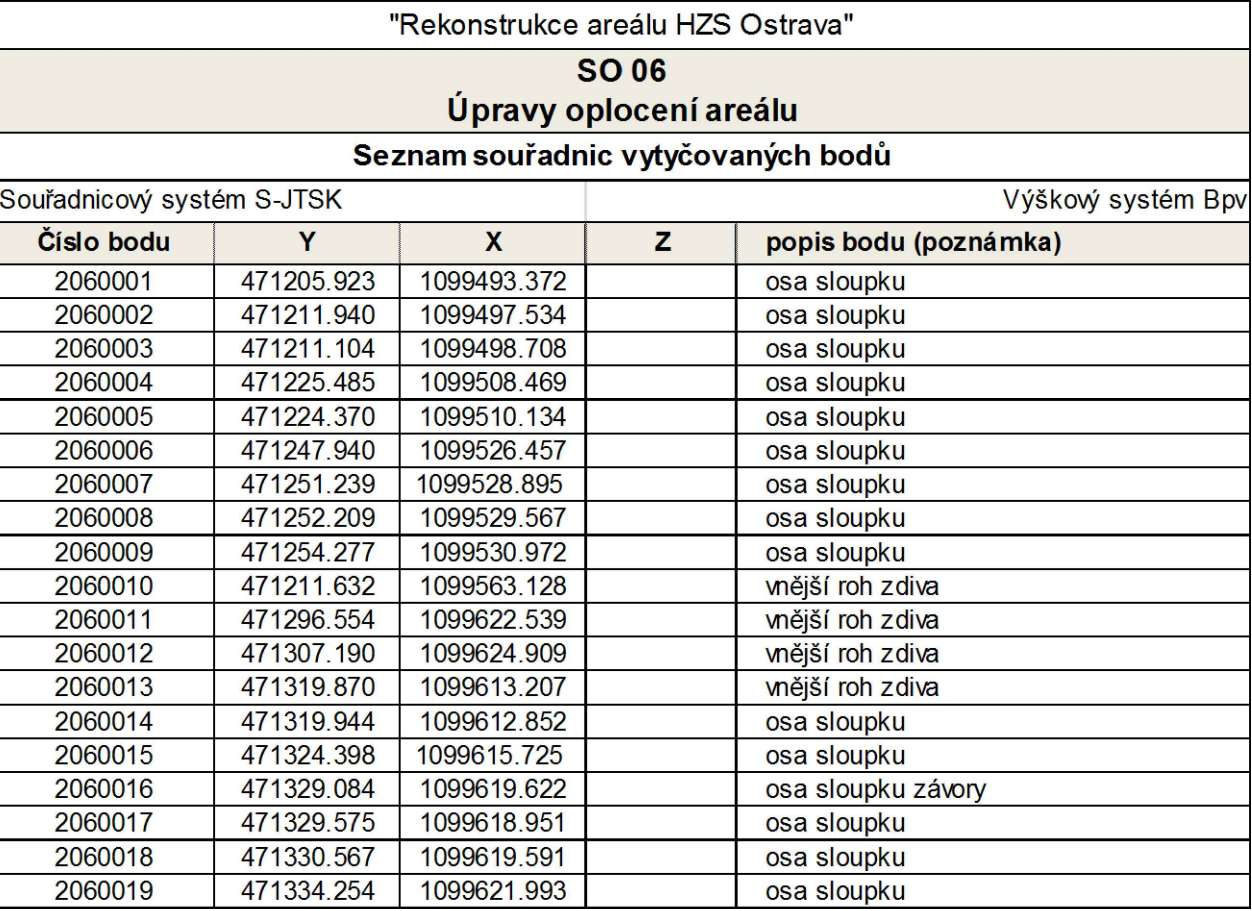 "Rekonstrukce areálu HZS Ostrava"
SO 06
Úpravy oplocení areálu
Seznam souřadnic vytyčovaných bodů
Souřadnicový systém S-JTSK Výškový systém Bpv
Číslo bodu Y X Z popis bodu (poznámka)
2060001 471205.923 1099493.372 osa sloupku
2060002 471211.940 1099497.534 osa sloupku
2060003 471211.104 1099498.708 osa sloupku
2060004 471225.485 1099508.469 osa sloupku
2060005 471224.370 1099510.134 osa sloupku
2060006 471247.940 1099526.457 osa sloupku
2060007 471251.239 1099528.895 osa sloupku
2060008 471252.209 1099529.567 osa sloupku
2060009 471254.277 1099530.972 osa sloupku
2060010 471211.632 1099563.128 vnější roh zdiva
2060011 471296.554 1099622.539 vnější roh zdiva
2060012 471307.190 1099624.909 vnější roh zdiva
2060013 471319.870 1099613.207 vnější roh zdiva
2060014 471319.944 1099612.852 osa sloupku
2060015 471324.398 1099615.725 osa sloupku
2060016 471329.084 1099619.622 osa sloupku závory
2060017 471329.575 1099618.951 osa sloupku
2060018 471330.567 1099619.591 osa sloupku
2060019 471334.254 1099621.993 osa sloupku